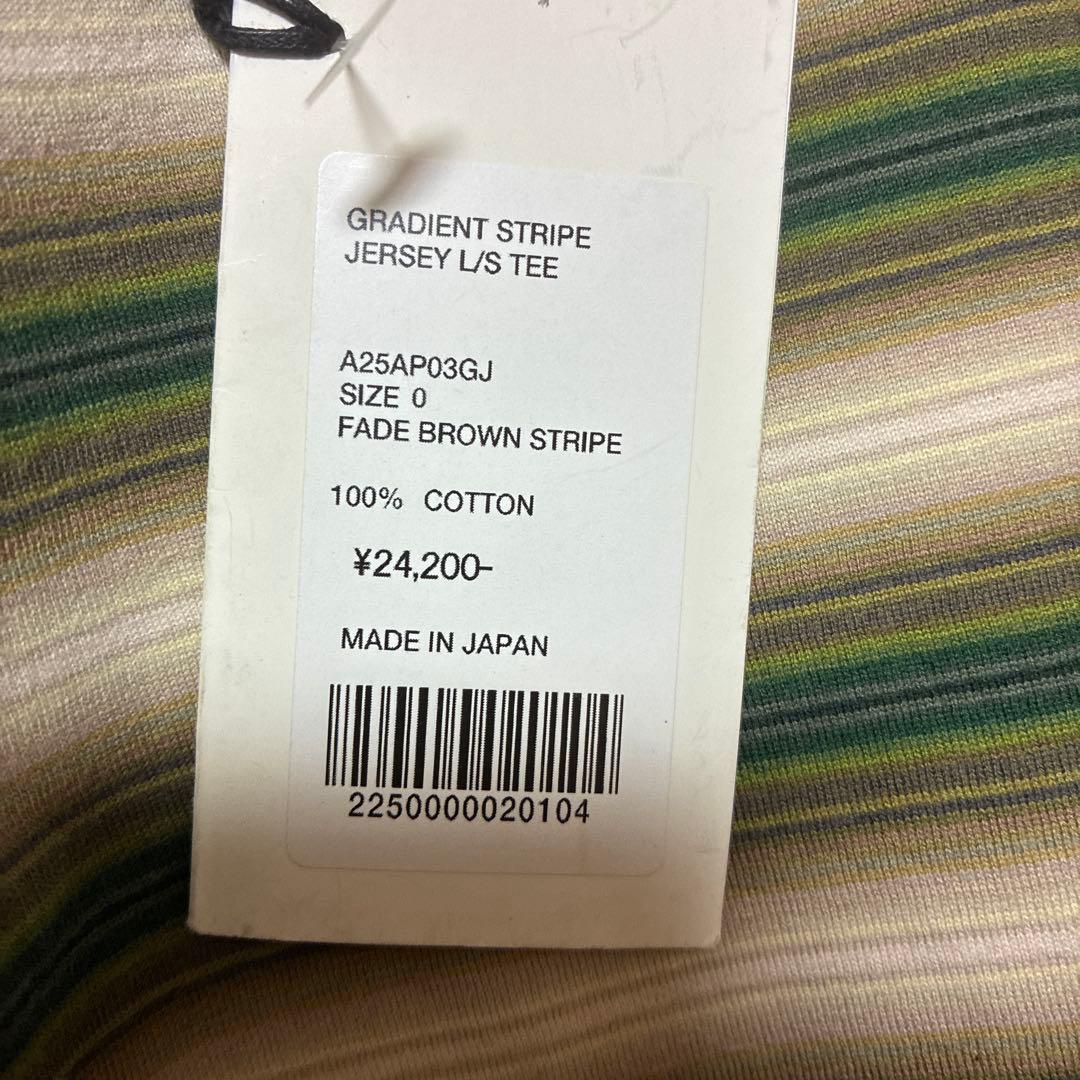 GRADIENT STRIPE
JERSEY L/S TEE
A25AP03GJ
SIZE 0
FADE BROWN STRIPE
100% COTTON
¥24,200-
MADE IN JAPAN
2250000020104